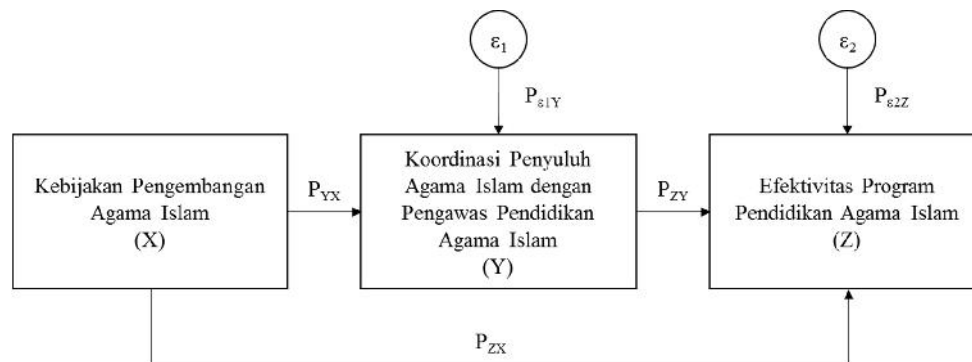 ε1
ε2
Pε1Y
Pε2Z
Kebijakan Pengembangan
Agama Islam
(X)
PYX
Koordinasi Penyuluh
Agama Islam dengan
Pengawas Pendidikan
Agama Islam
(Y)
PZY
Efektivitas Program
Pendidikan Agama Islam
(Z)
PZX